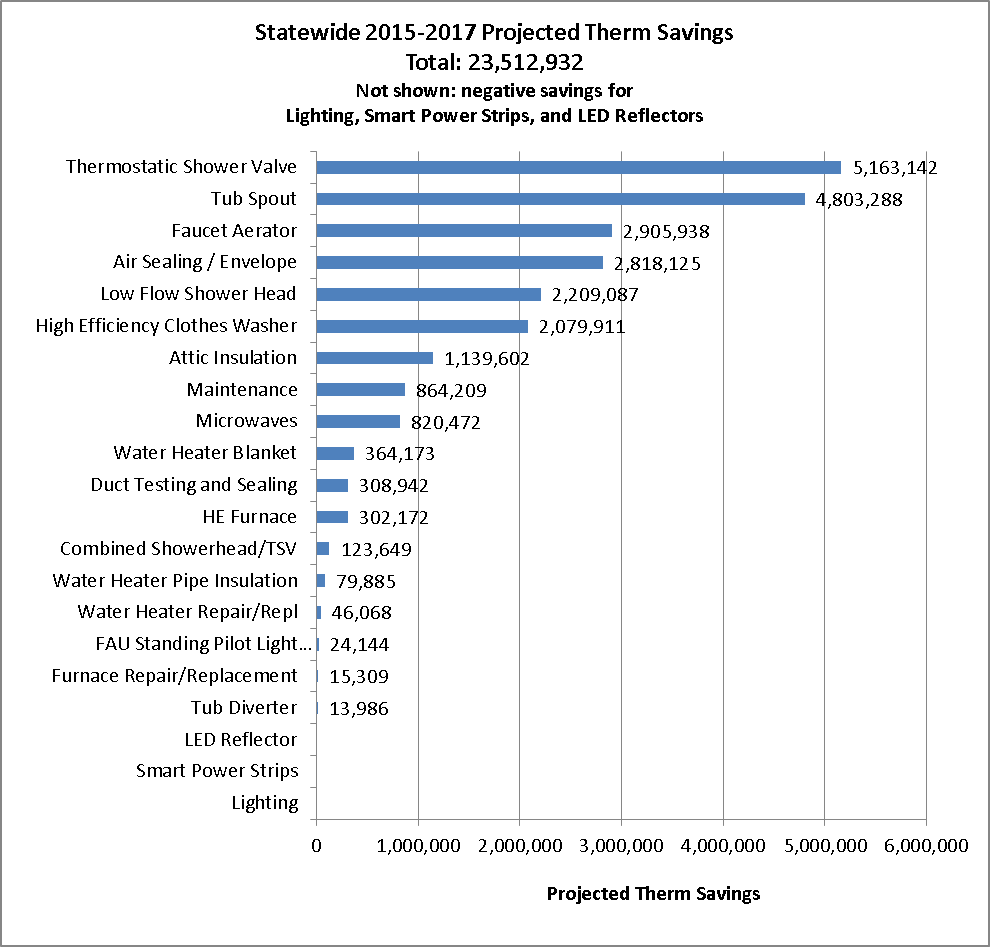 Statewide 2015-2017 Projected Therm Savings
Total: 23,512,932
Not shown: negative savings for
Lighting, Smart Power Strips, and LED Reflectors
Thermostatic Shower Valve 5,163,142
Tub Spout 4,803,288
Faucet Aerator 2,905,938
Air Sealing / Envelope 2,818,125
Low Flow Shower Head 2,209,087
High Efficiency Clothes Washer 2,079,911
Attic Insulation 1,139,602
Maintenance 864,209
Microwaves 820,472
Water Heater Blanket 364,173
Duct Testing and Sealing 308,942
HE Furnace 302,172
Combined Showerhead/TSV 123,649
Water Heater Pipe Insulation 79,885
Water Heater Repair/Repl 46,068
FAU Standing Pilot Light... 24,144
Furnace Repair/Replacement 15,309
Tub Diverter 13,986
LED Reflector
Smart Power Strips
Lighting
0 1,000,000 2,000,000 3,000,000 4,000,000 5,000,000 6,000,000
Projected Therm Savings